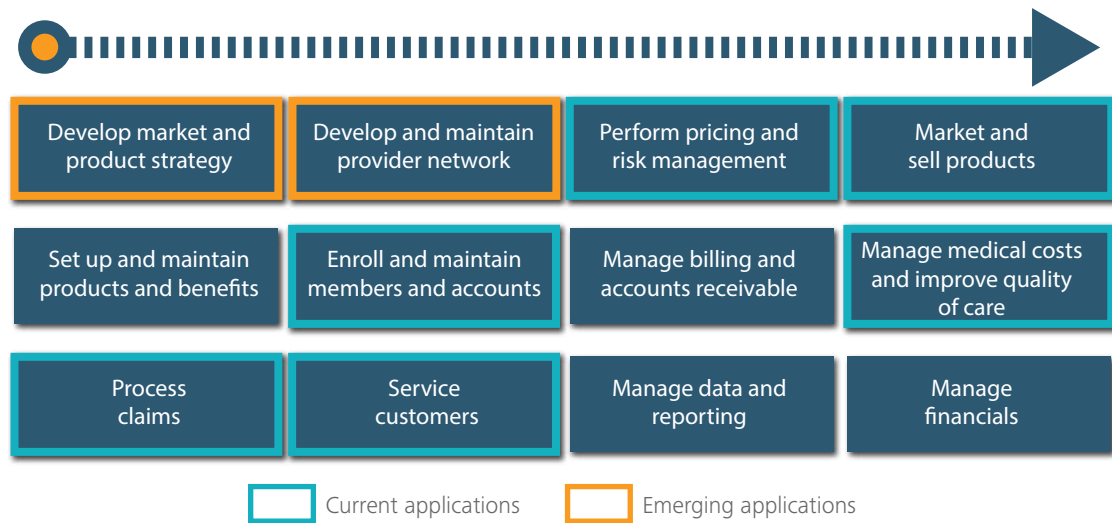 Develop market and
product strategy
Develop and maintain
provider network
Perform pricing and
risk management
Market and
sell products
Set up and maintain
products and benefits
Enroll and maintain
members and accounts
Manage billing and
accounts receivable
Manage medical costs
and improve quality
of care
Process
claims
Service
customers
Manage data and
reporting
Manage
financials
Current applications
Emerging applications